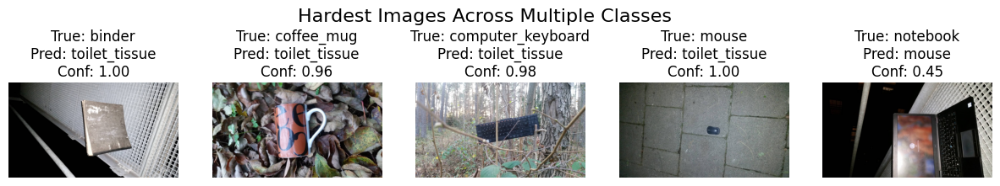 Hardest Images Across Multiple Classes
True: binder
Pred: toilet_tissue
Conf: 1.00
True: coffee_mug
Pred: toilet_tissue
Conf: 0.96
True: computer_keyboard
Pred: toilet_tissue
Conf: 0.98
True: mouse
Pred: toilet_tissue
Conf: 1.00
True: notebook
Pred: mouse
Conf: 0.45